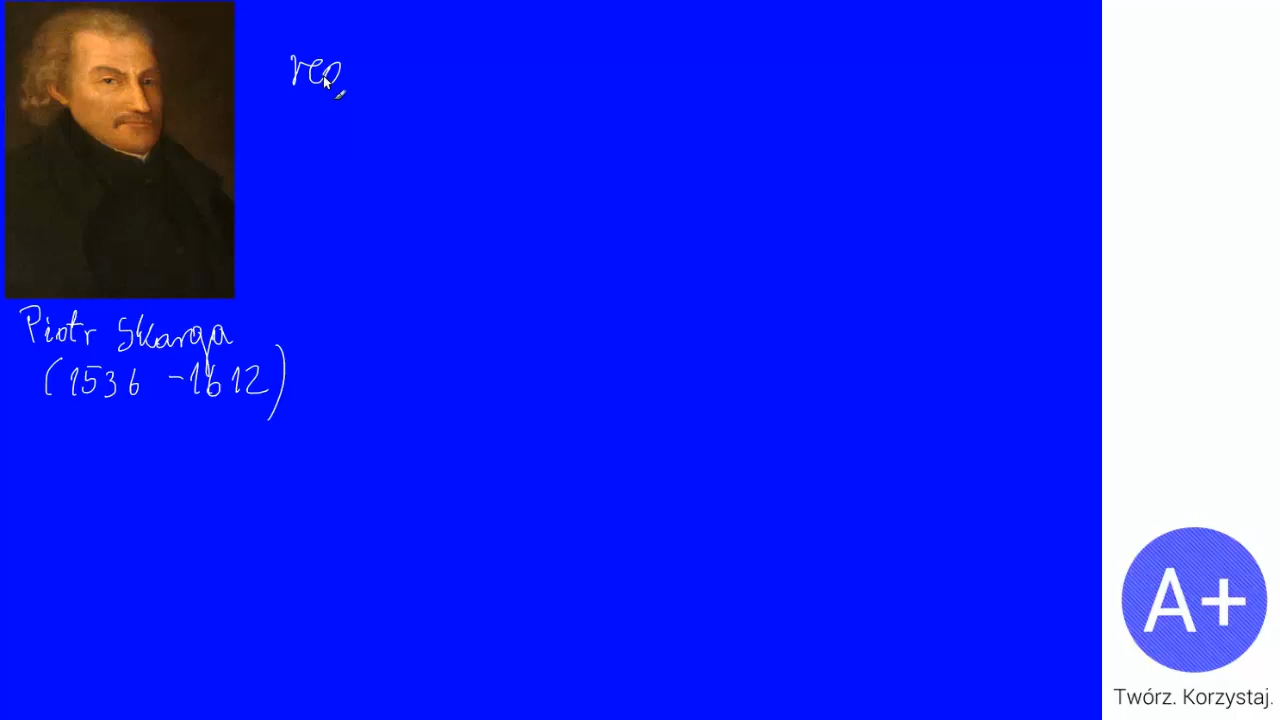 reo
Piotr Skarga
(1536 - 1612)
A+
Twórz. Korzystaj.